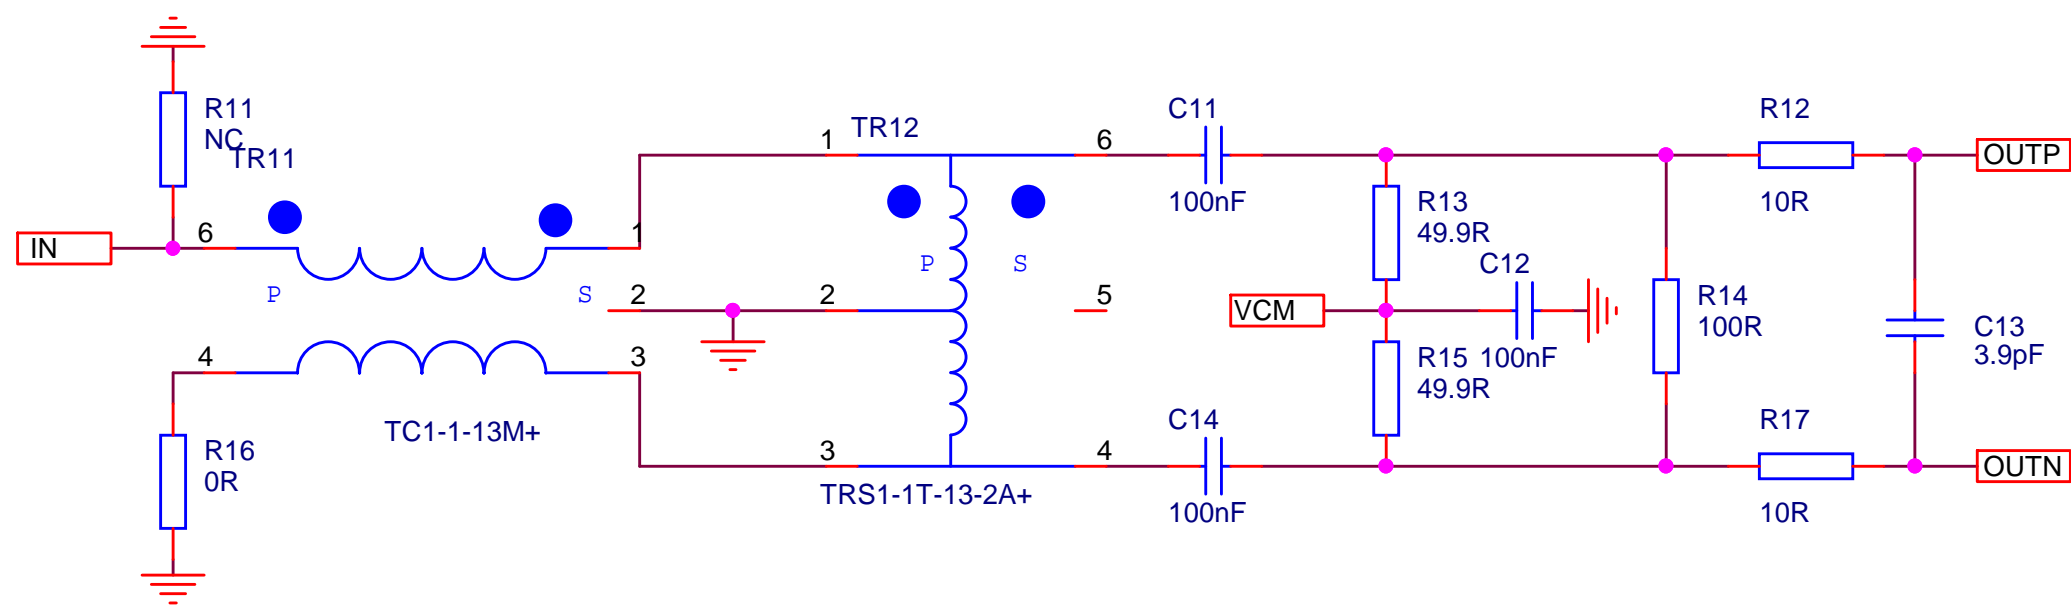 R11
NC
TR11
IN
6
P
S
1
2
3
4
TC1-1-13M+
R16
0R
1
TR12
6
P
S
2
5
3
4
TRS1-1T-13-2A+
C11
100nF
C14
100nF
VCM
R13
49.9R
C12
100nF
R15
49.9R
R14
100R
R12
10R
OUTP
C13
3.9pF
R17
10R
OUTN